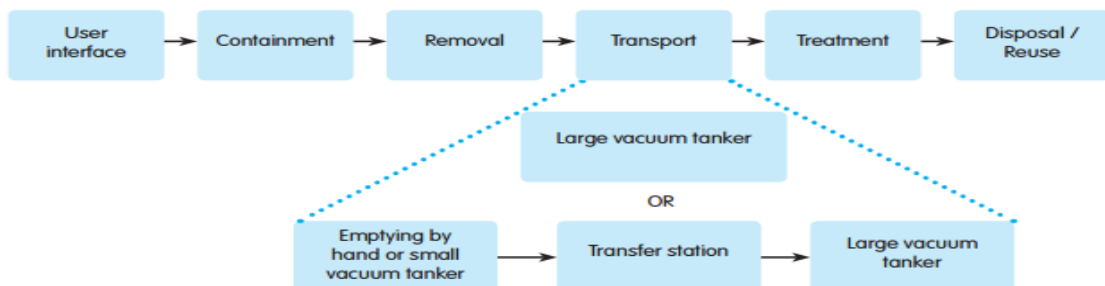 User
interface
Containment
Removal
Transport
Treatment
Disposal /
Reuse
Large vacuum tanker
OR
Emptying by
hand or small
vacuum tanker
Transfer station
Large vacuum
tanker